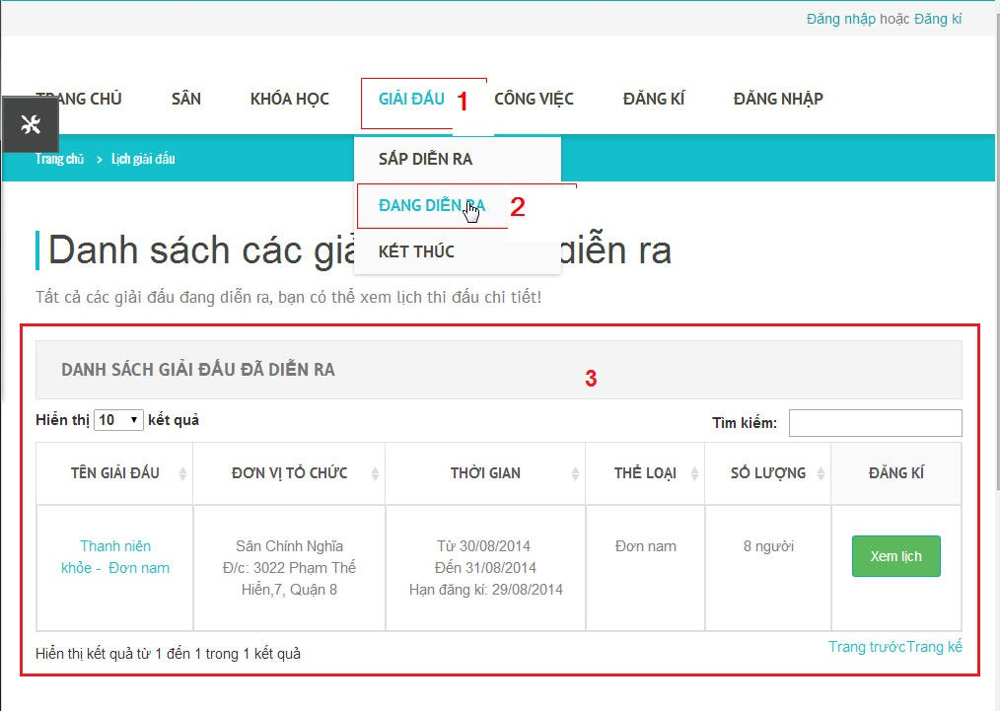 Đăng nhập hoặc Đăng kí
TRANG CHỦ SÂN KHÓA HỌC GIẢI ĐẤU 1 CÔNG VIỆC ĐĂNG KÍ ĐĂNG NHẬP
Trang chủ > Lịch giải đấu
SẮP DIỄN RA
ĐANG DIỄN RA 2
KẾT THÚC
Danh sách các giả diễn ra
Tất cả các giải đấu đang diễn ra, bạn có thể xem lịch thi đấu chi tiết!
DANH SÁCH GIẢI ĐẤU ĐÃ DIỄN RA 3
Hiển thị 10 kết quả Tìm kiếm:
TÊN GIẢI ĐẤU ĐƠN VỊ TỔ CHỨC THỜI GIAN THỂ LOẠI SỐ LƯỢNG ĐĂNG KÍ
Thanh niên
khỏe - Đơn nam
Sân Chính Nghĩa
Đ/c: 3022 Phạm Thế
Hiển,7, Quận 8
Từ 30/08/2014
Đến 31/08/2014
Hạn đăng kí: 29/08/2014
Đơn nam
8 người
Xem lịch
Hiển thị kết quả từ 1 đến 1 trong 1 kết quả
Trang trướcTrang kế